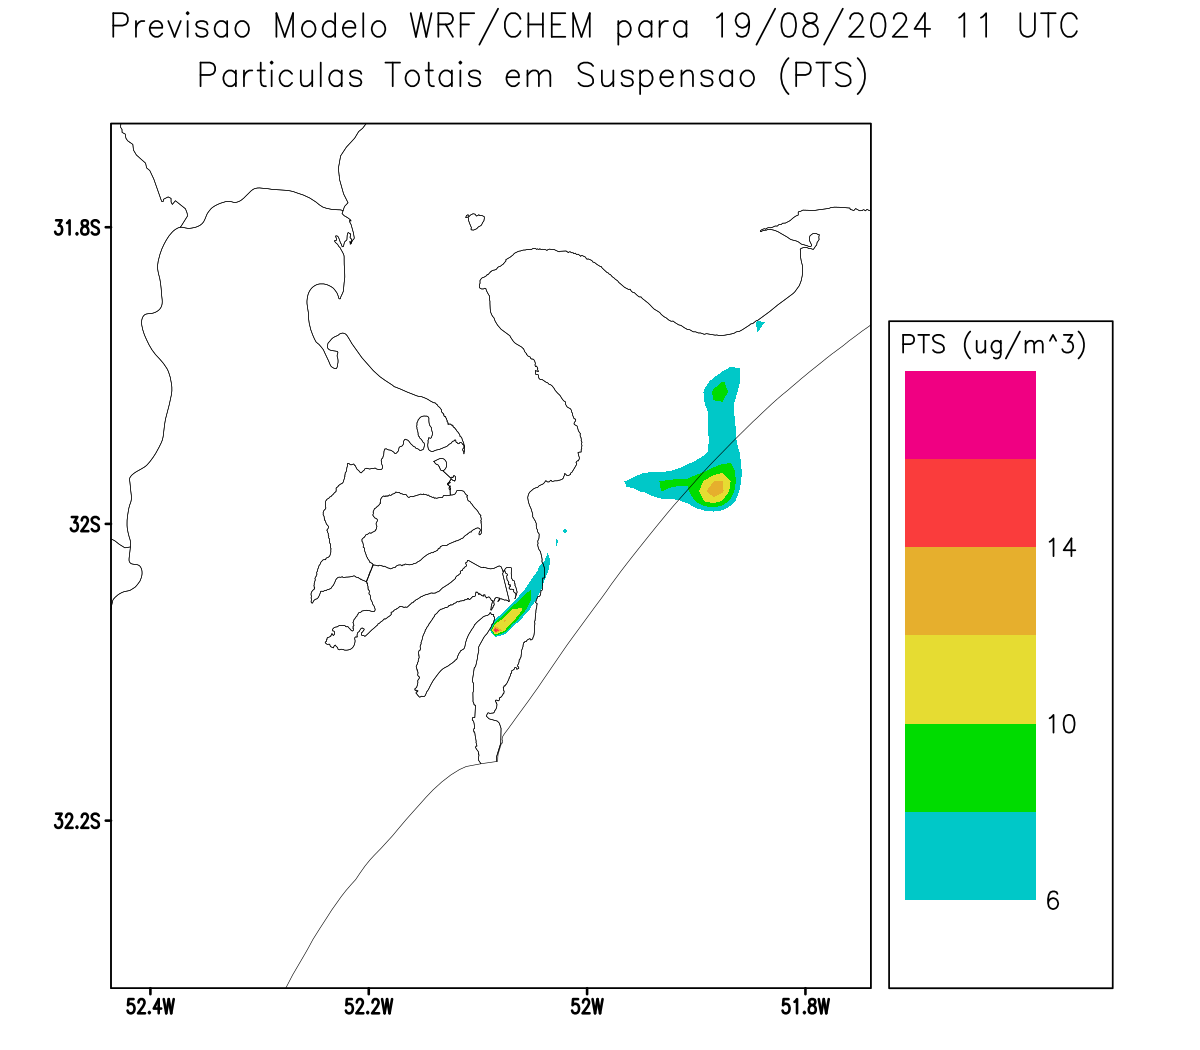 Previsao Modelo WRF/CHEM para 19/08/2024 11 UTC
Particulas Totais em Suspensao (PTS)
31.8S
32S
32.2S
52.4W
52.2W
52W
51.8W
PTS (ug/m^3)
14
10
6